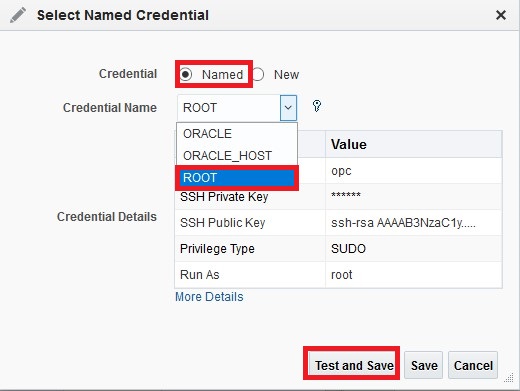 Select Named Credential
Credential Named New
Credential Name ROOT
ORACLE
ORACLE_HOST
ROOT
Value
opc
SSH Private Key ******
Credential Details
SSH Public Key ssh-rsa AAAAB3NzaC1y.....
Privilege Type SUDO
Run As root
More Details
Test and Save Save Cancel